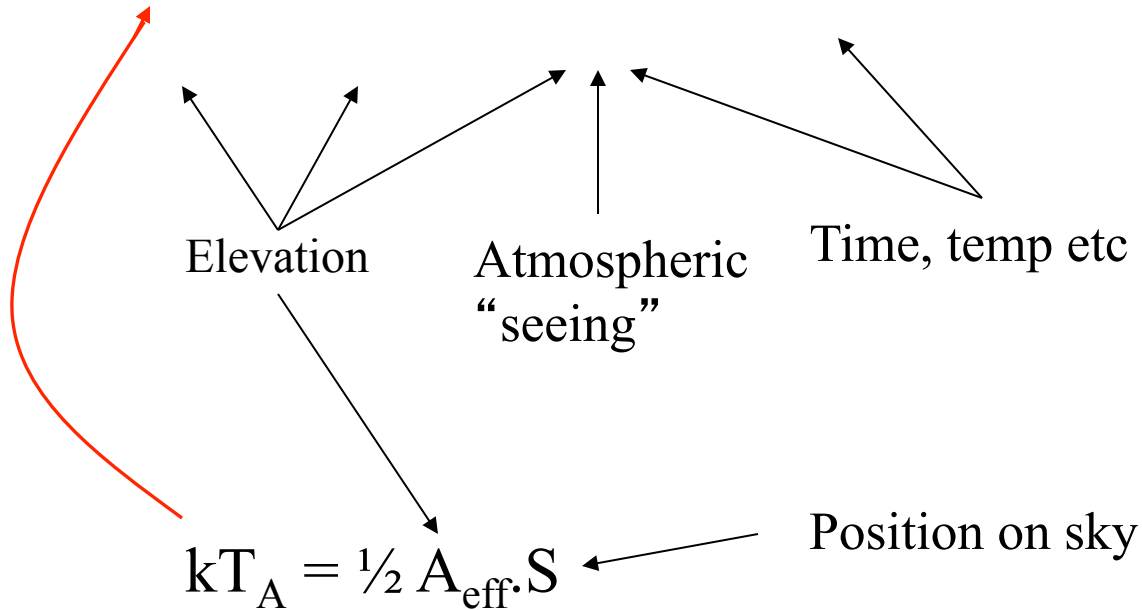 Elevation
Atmospheric
“seeing”
Time, temp etc
Position on sky
kT_A = ½ A_eff.S